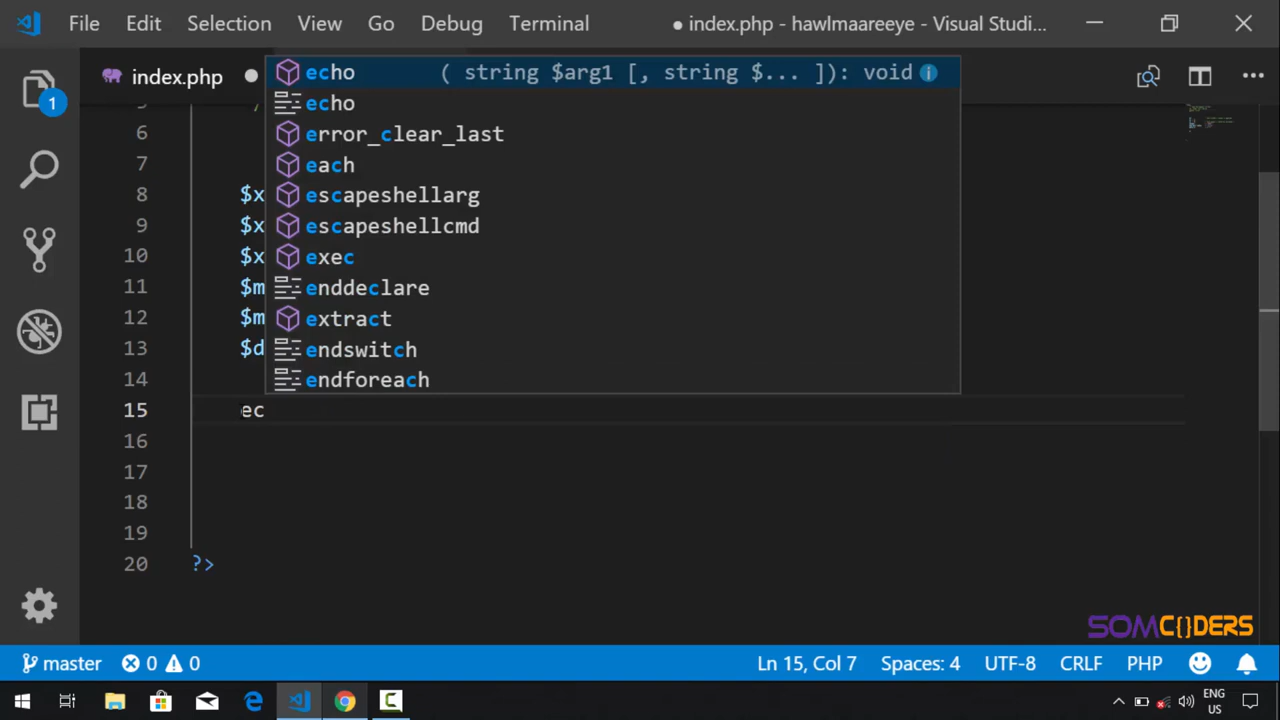 File Edit Selection View Go Debug Terminal ● index.php - hawlmaareeye - Visual Studi...
index.php
echo ( string $arg1 [, string $... ]): void
1
echo
6 error_clear_last
7 each
8 $x escapeshellarg
9 $x escapeshellcmd
10 $x exec
11 $m enddeclare
12 $m extract
13 $d endswitch
14 endforeach
15 ec
16
17
18
19
20 ?>
SOMC{}DERS
master 0 0 Ln 15, Col 7 Spaces: 4 UTF-8 CRLF PHP
ENG
US